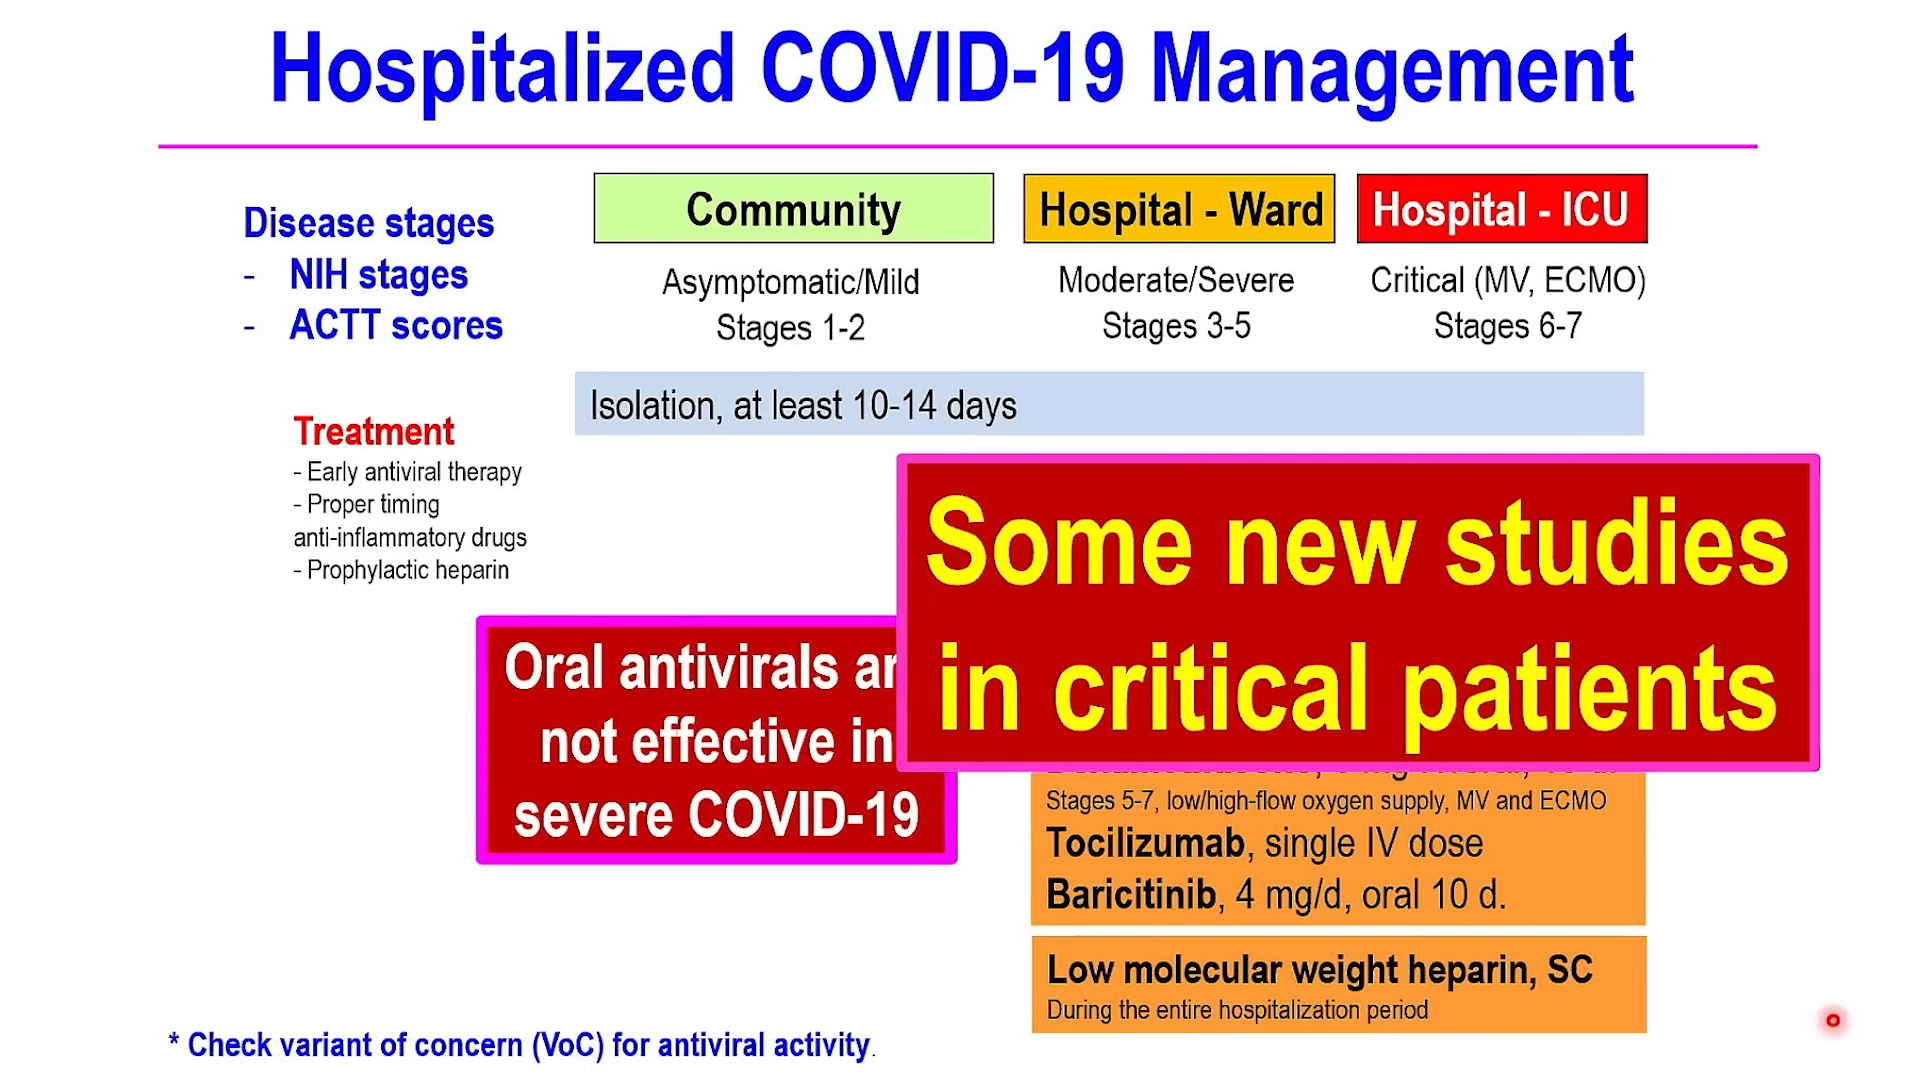 Hospitalized COVID-19 Management
Disease stages
- NIH stages
- ACTT scores
Community
Asymptomatic/Mild
Stages 1-2
Hospital - Ward
Moderate/Severe
Stages 3-5
Hospital - ICU
Critical (MV, ECMO)
Stages 6-7
Isolation, at least 10-14 days
Treatment
- Early antiviral therapy
- Proper timing
anti-inflammatory drugs
- Prophylactic heparin
Some new studies
in critical patients
Oral antivirals
not effective in
severe COVID-19
Stages 5-7, low/high-flow oxygen supply, MV and ECMO
Tocilizumab, single IV dose
Baricitinib, 4 mg/d, oral 10 d.
Low molecular weight heparin, SC
During the entire hospitalization period
* Check variant of concern (VoC) for antiviral activity.